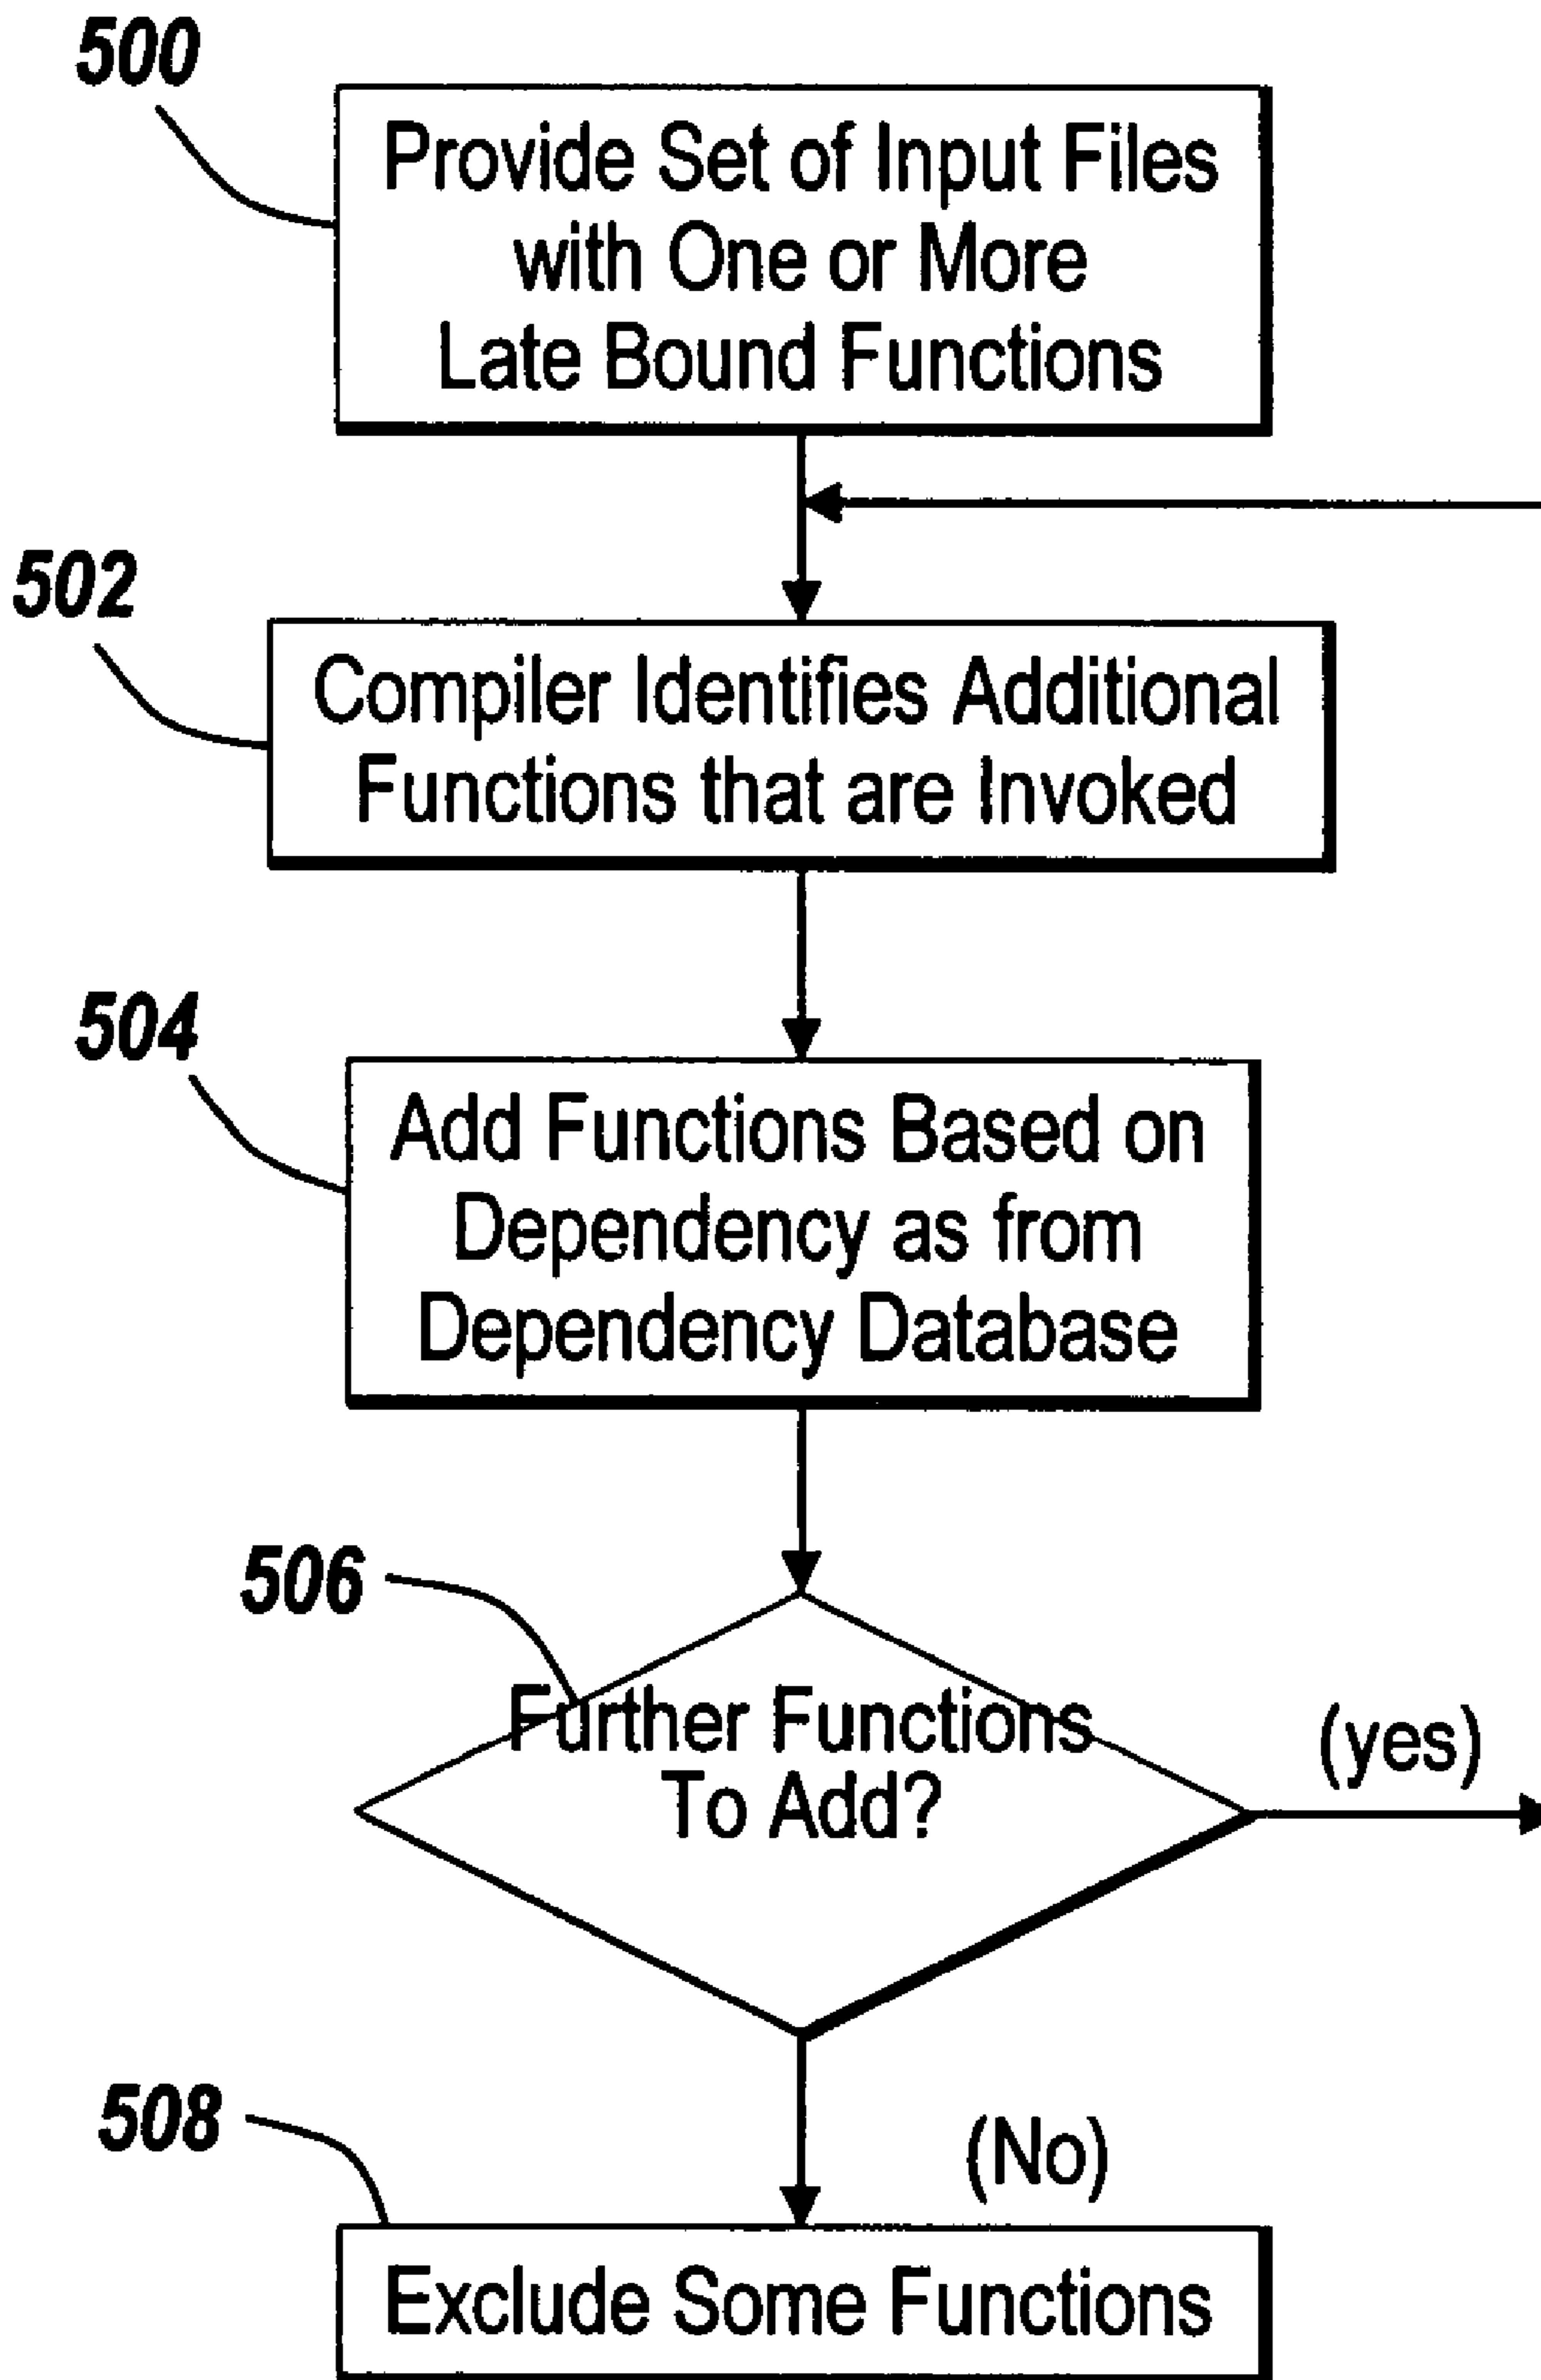 500
Provide Set of Input Files
with One or More
Late Bound Functions
502
Compiler Identifies Additional
Functions that are Invoked
504
Add Functions Based on
Dependency as from
Dependency Database
506
Further Functions
To Add?
(yes)
508
(No)
Exclude Some Functions